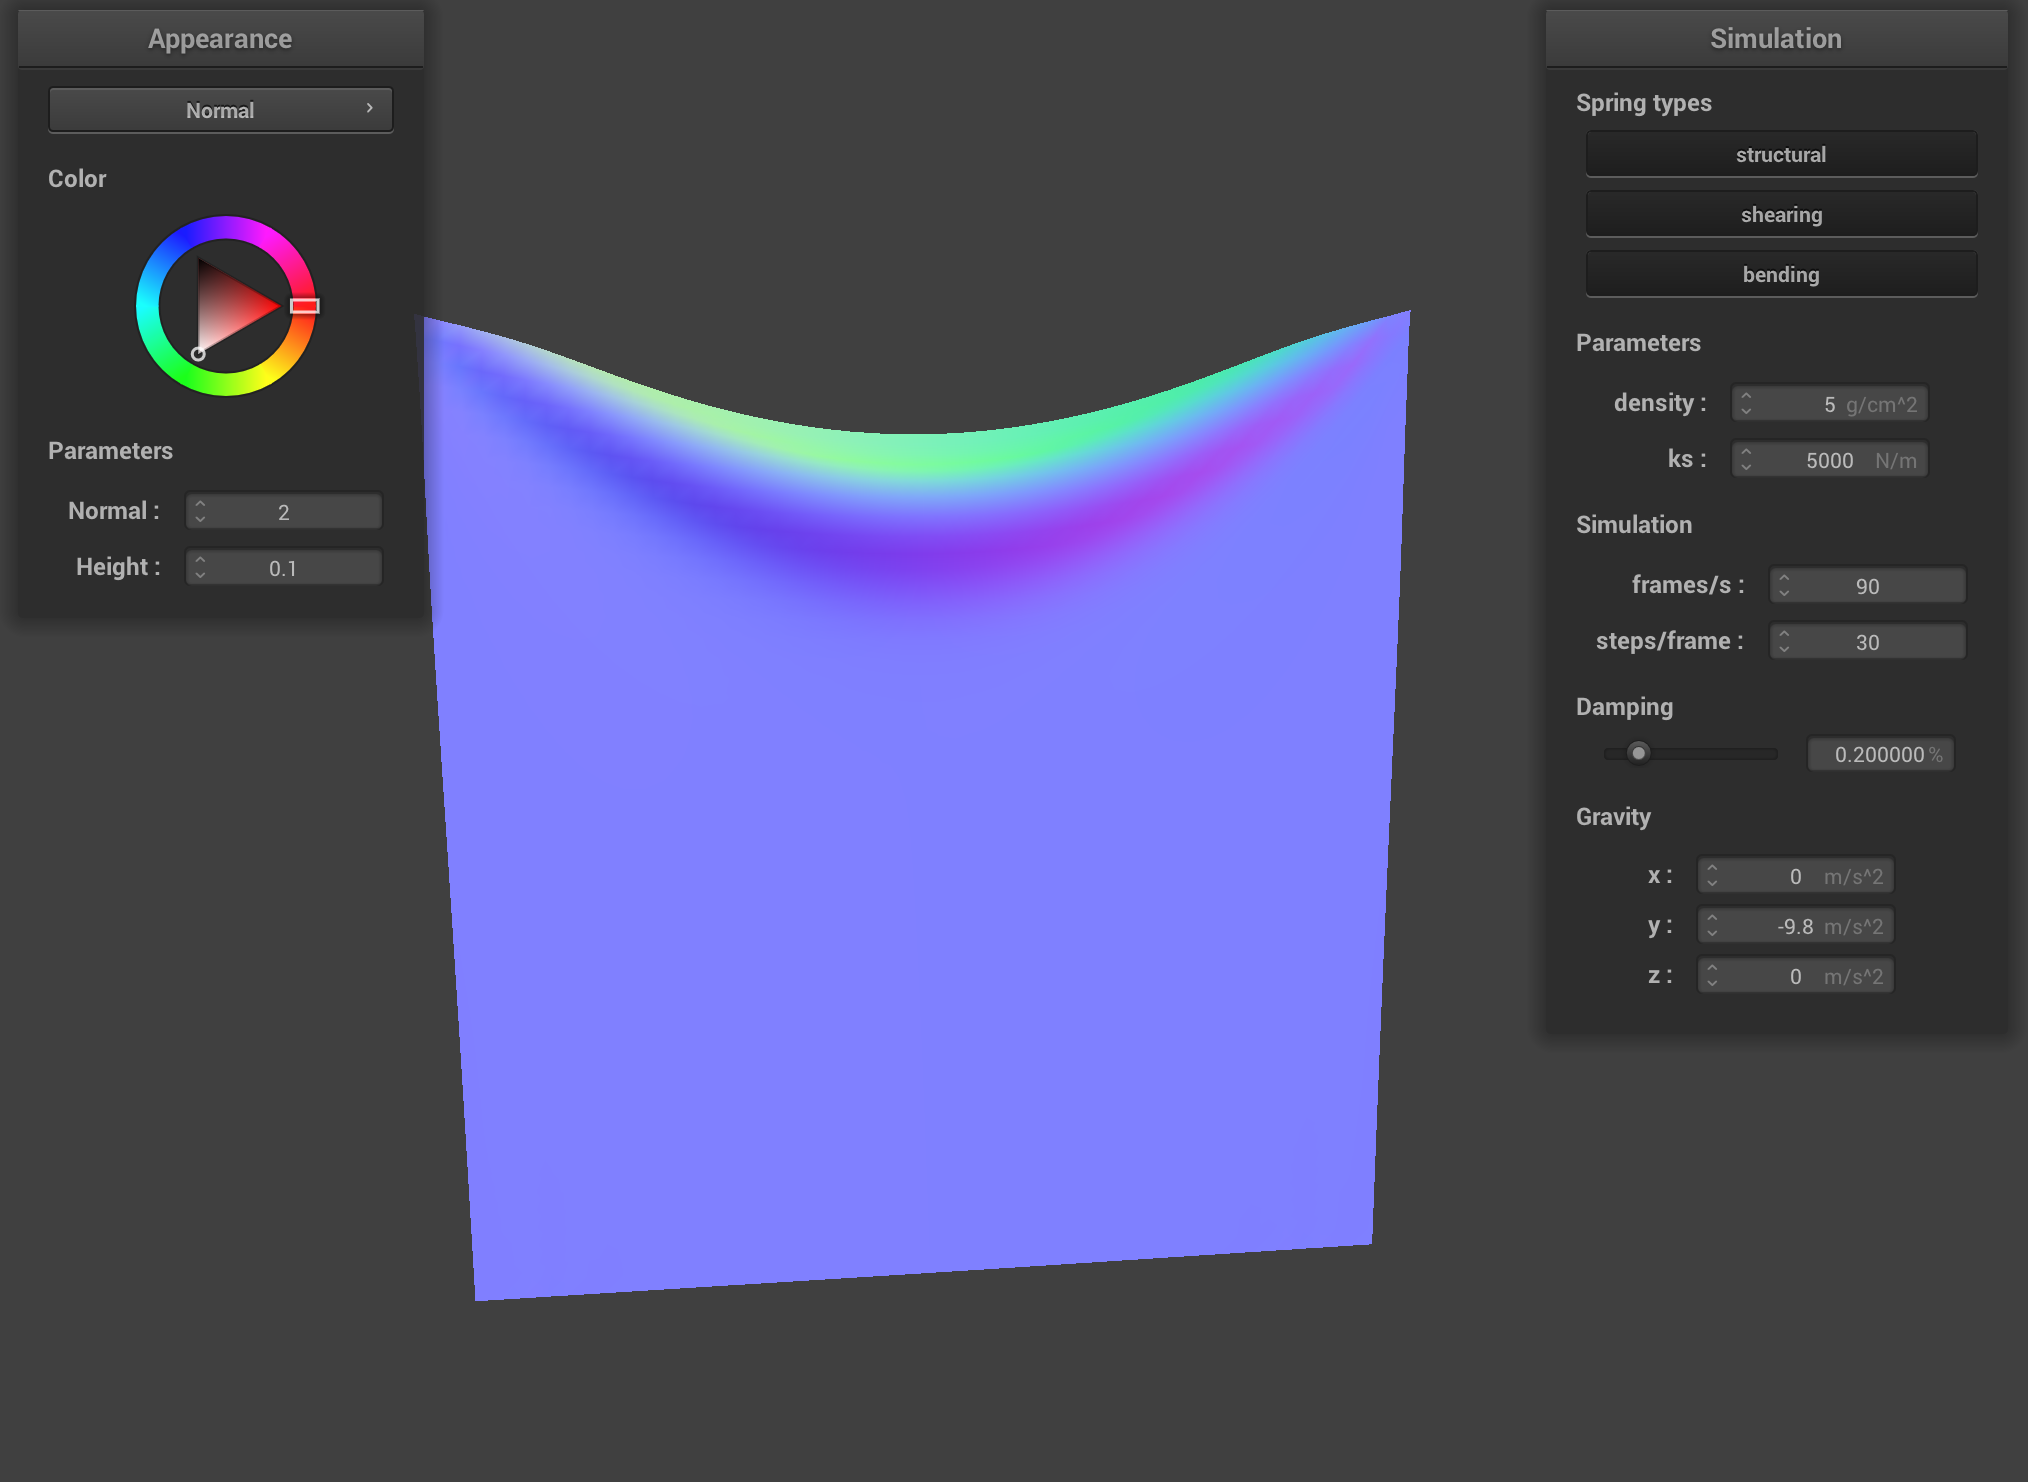 Appearance
Normal
Color
Parameters
Normal : 2
Height : 0.1
Simulation
Spring types
structural
shearing
bending
Parameters
density : 5 g/cm^2
ks : 5000 N/m
Simulation
frames/s : 90
steps/frame : 30
Damping
0.200000 %
Gravity
x : 0 m/s^2
y : -9.8 m/s^2
z : 0 m/s^2